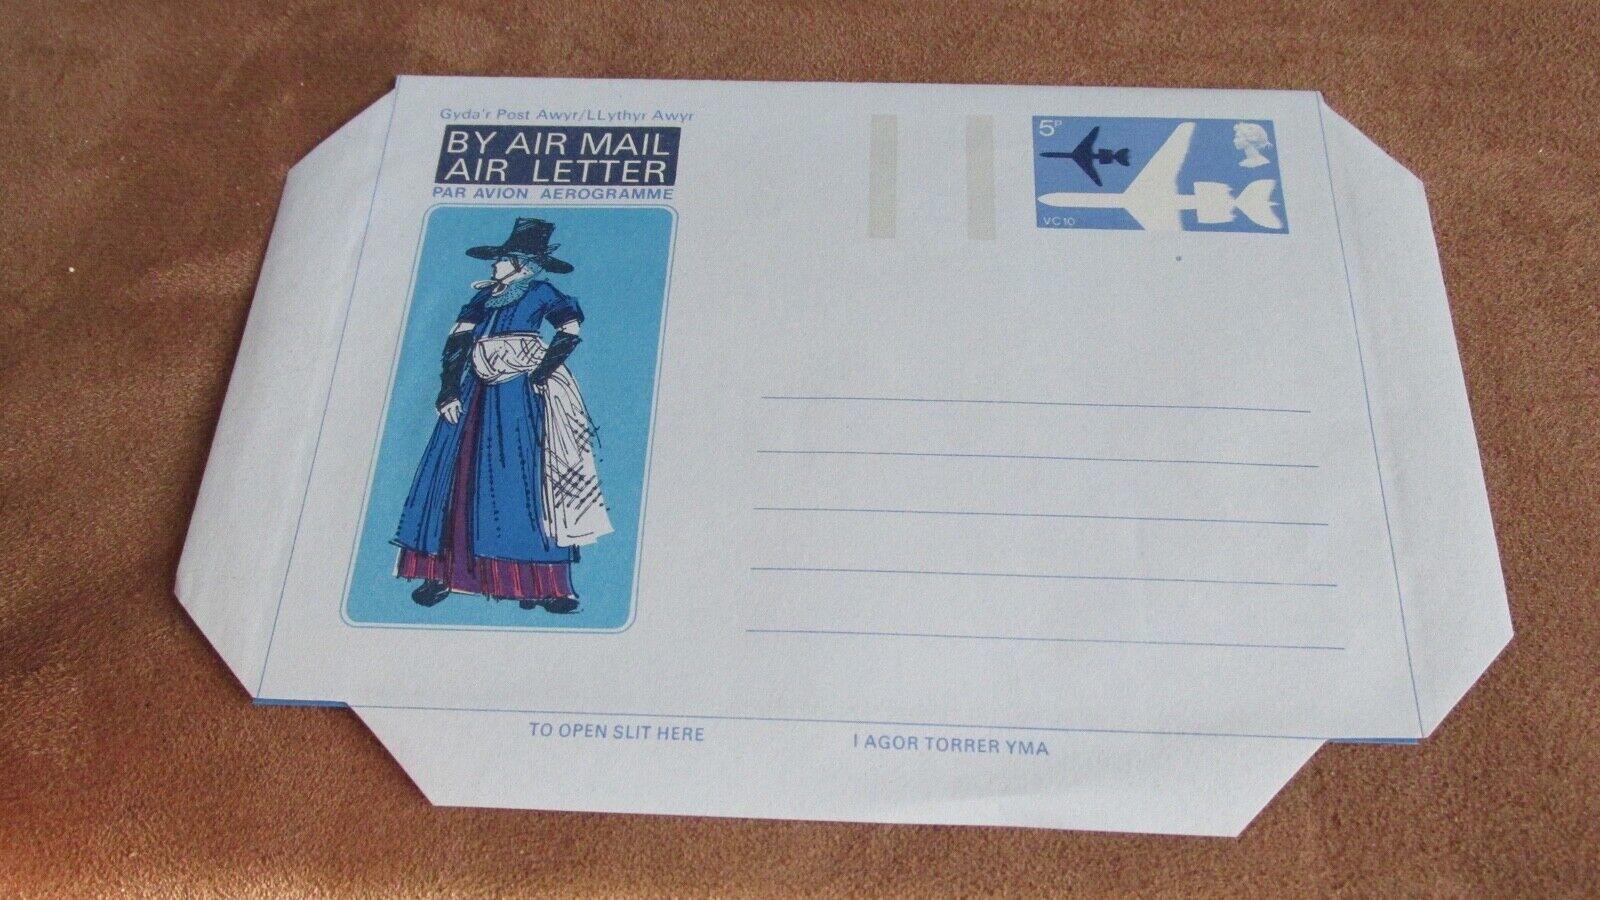 Gyda'r Post Awyr/LLythyr Awyr
BY AIR MAIL
AIR LETTER
PAR AVION AEROGRAMME
5P
VC10
TO OPEN SLIT HERE
I AGOR TORRER YMA